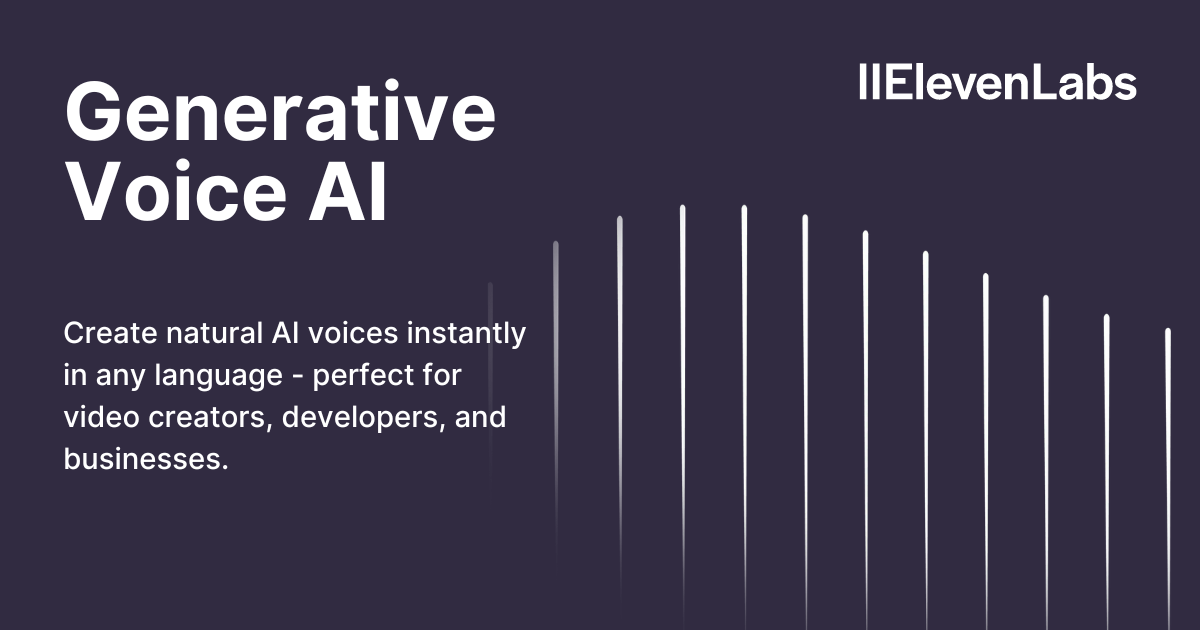 Generative
Voice AI
IIElevenLabs
Create natural AI voices instantly
in any language - perfect for
video creators, developers, and
businesses.